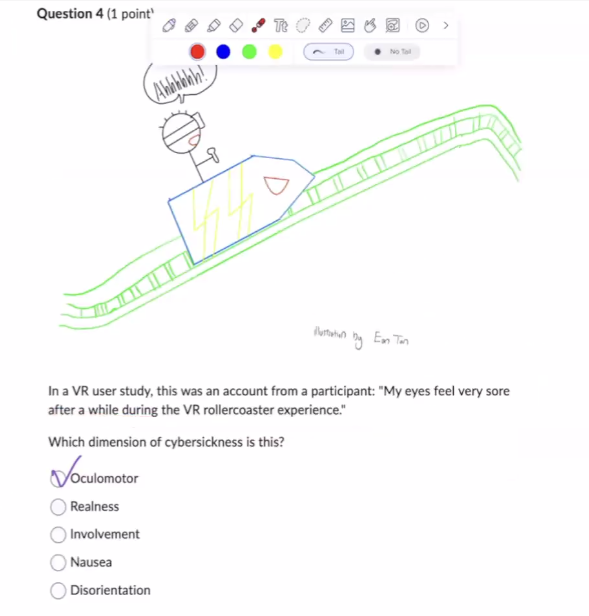 Question 4 (1 point)
Tail
No Tail
Ahhhhhh!
illustration by Ean Tan
In a VR user study, this was an account from a participant: "My eyes feel very sore
after a while during the VR rollercoaster experience."
Which dimension of cybersickness is this?
Oculomotor
Realness
Involvement
Nausea
Disorientation